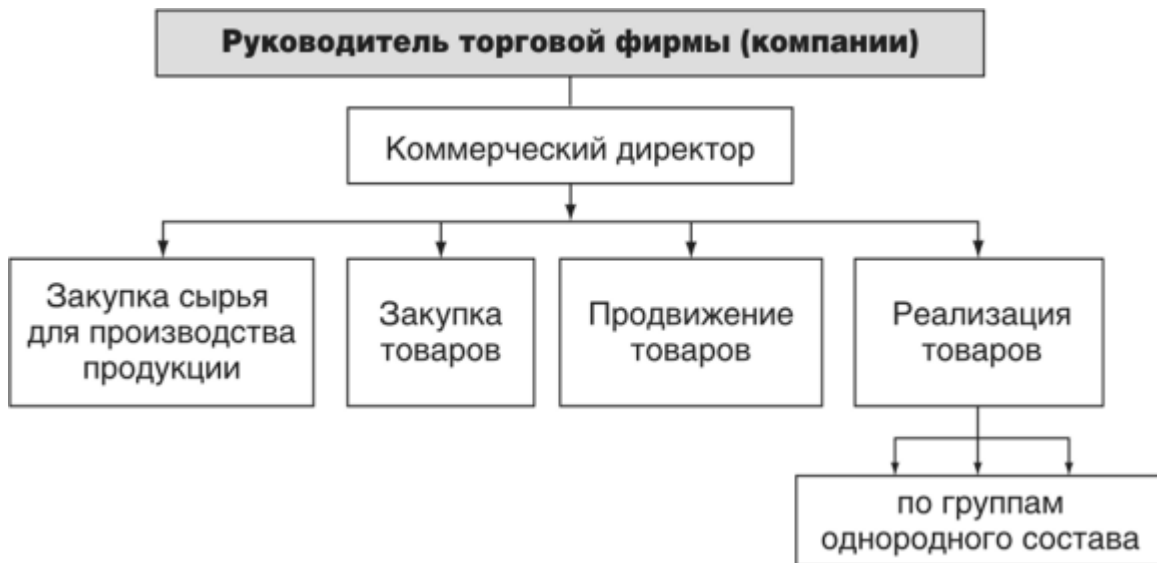 Руководитель торговой фирмы (компании)
Коммерческий директор
Закупка сырья
для производства
продукции
Закупка
товаров
Продвижение
товаров
Реализация
товаров
по группам
однородного состава